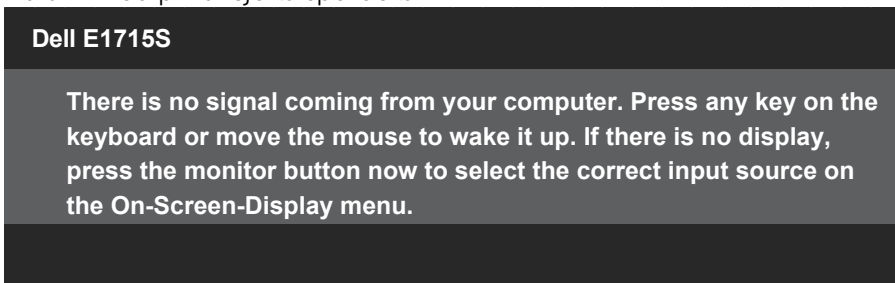 Dell E1715S
There is no signal coming from your computer. Press any key on the
keyboard or move the mouse to wake it up. If there is no display,
press the monitor button now to select the correct input source on
the On-Screen-Display menu.